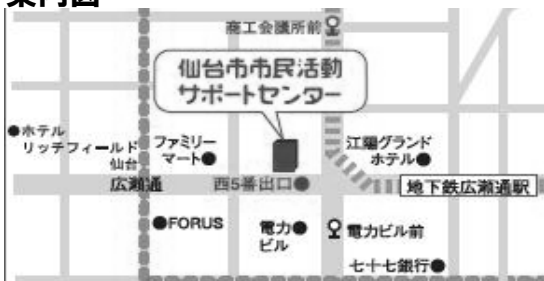 案内図
商工会議所前
仙台市市民活動
サポートセンター
ホテル
リッチフィールド
仙台
ファミリー
マート
江陽グランド
ホテル
広瀬通
西5番出口
地下鉄広瀬通駅
FORUS
電力
ビル
電力ビル前
七十七銀行